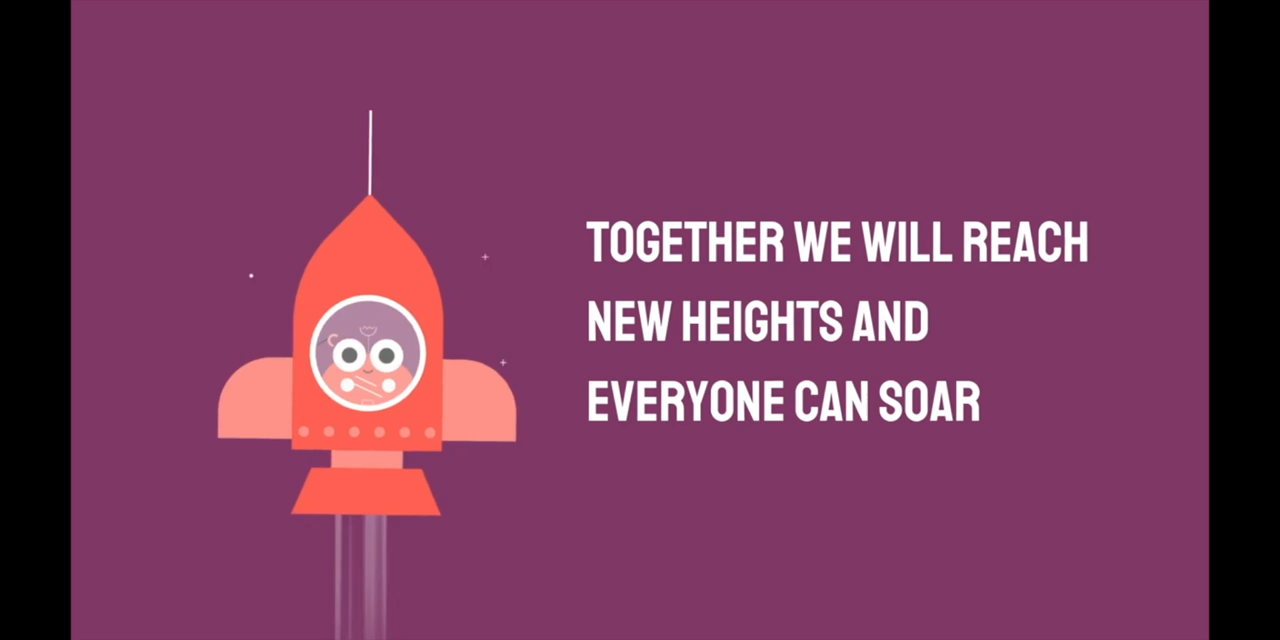 TOGETHER WE WILL REACH
NEW HEIGHTS AND
EVERYONE CAN SOAR